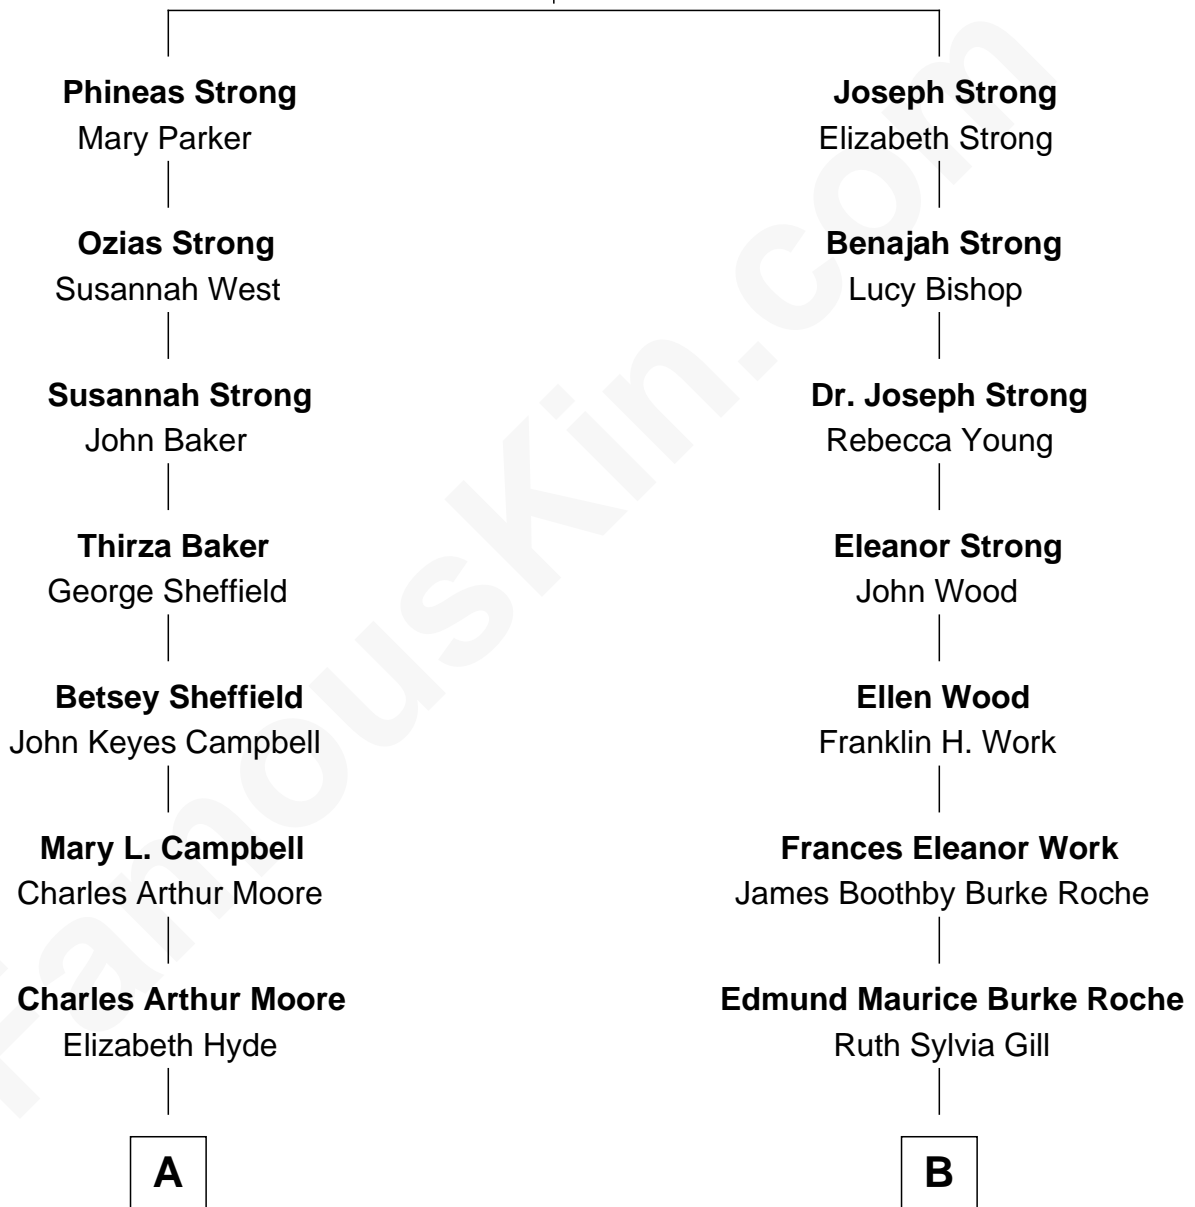 Phineas Strong
Mary Parker
Joseph Strong
Elizabeth Strong
Ozias Strong
Susannah West
Benajah Strong
Lucy Bishop
Susannah Strong
John Baker
Dr. Joseph Strong
Rebecca Young
Thirza Baker
George Sheffield
Eleanor Strong
John Wood
Betsey Sheffield
John Keyes Campbell
Ellen Wood
Franklin H. Work
Mary L. Campbell
Charles Arthur Moore
Frances Eleanor Work
James Boothby Burke Roche
Charles Arthur Moore
Elizabeth Hyde
Edmund Maurice Burke Roche
Ruth Sylvia Gill
A
B
FamousKin.com